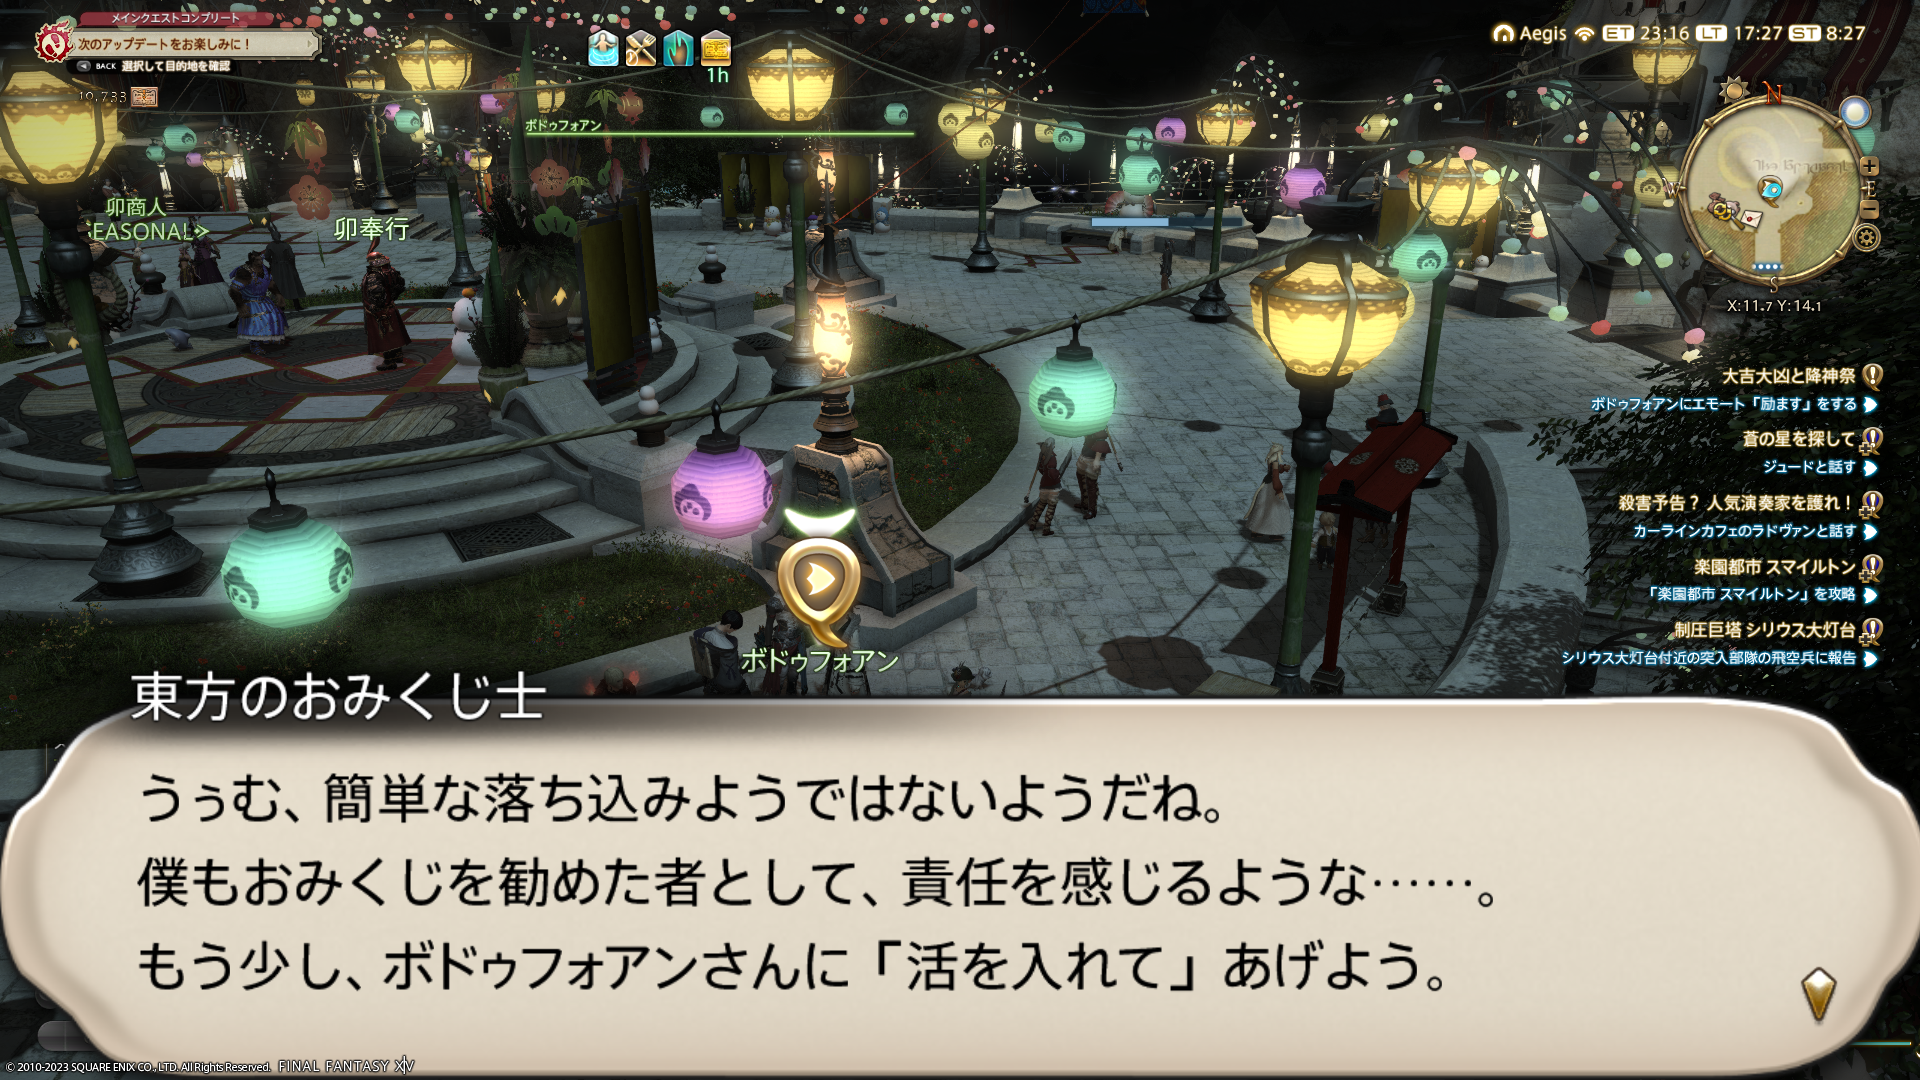 メインクエストコンプリート
次のアップデートをお楽しみに！
BACK 選択して目的地を確認
10,733
1h
ボドゥフォアン
Aegis ET 23:16 LT 17:27 ST 8:27
N
E
W
S
X:11.7 Y:14.1
卯商人
EASONAL>
卯奉行
大吉大凶と降神祭
ボドゥフォアンにエモート「励ます」をする
蒼の星を探して
ジュードと話す
殺害予告？ 人気演奏家を護れ！
カーラインカフェのラドヴァンと話す
楽園都市 スマイルトン
「楽園都市 スマイルトン」を攻略
制圧巨塔 シリウス大灯台
シリウス大灯台付近の突入部隊の飛空兵に報告
ボドゥフォアン
東方のおみくじ士
うぅむ、簡単な落ち込みようではないようだね。
僕もおみくじを勧めた者として、責任を感じるような……。
もう少し、ボドゥフォアンさんに「活を入れて」あげよう。
© 2010-2023 SQUARE ENIX CO., LTD. All Rights Reserved. FINAL FANTASY XIV